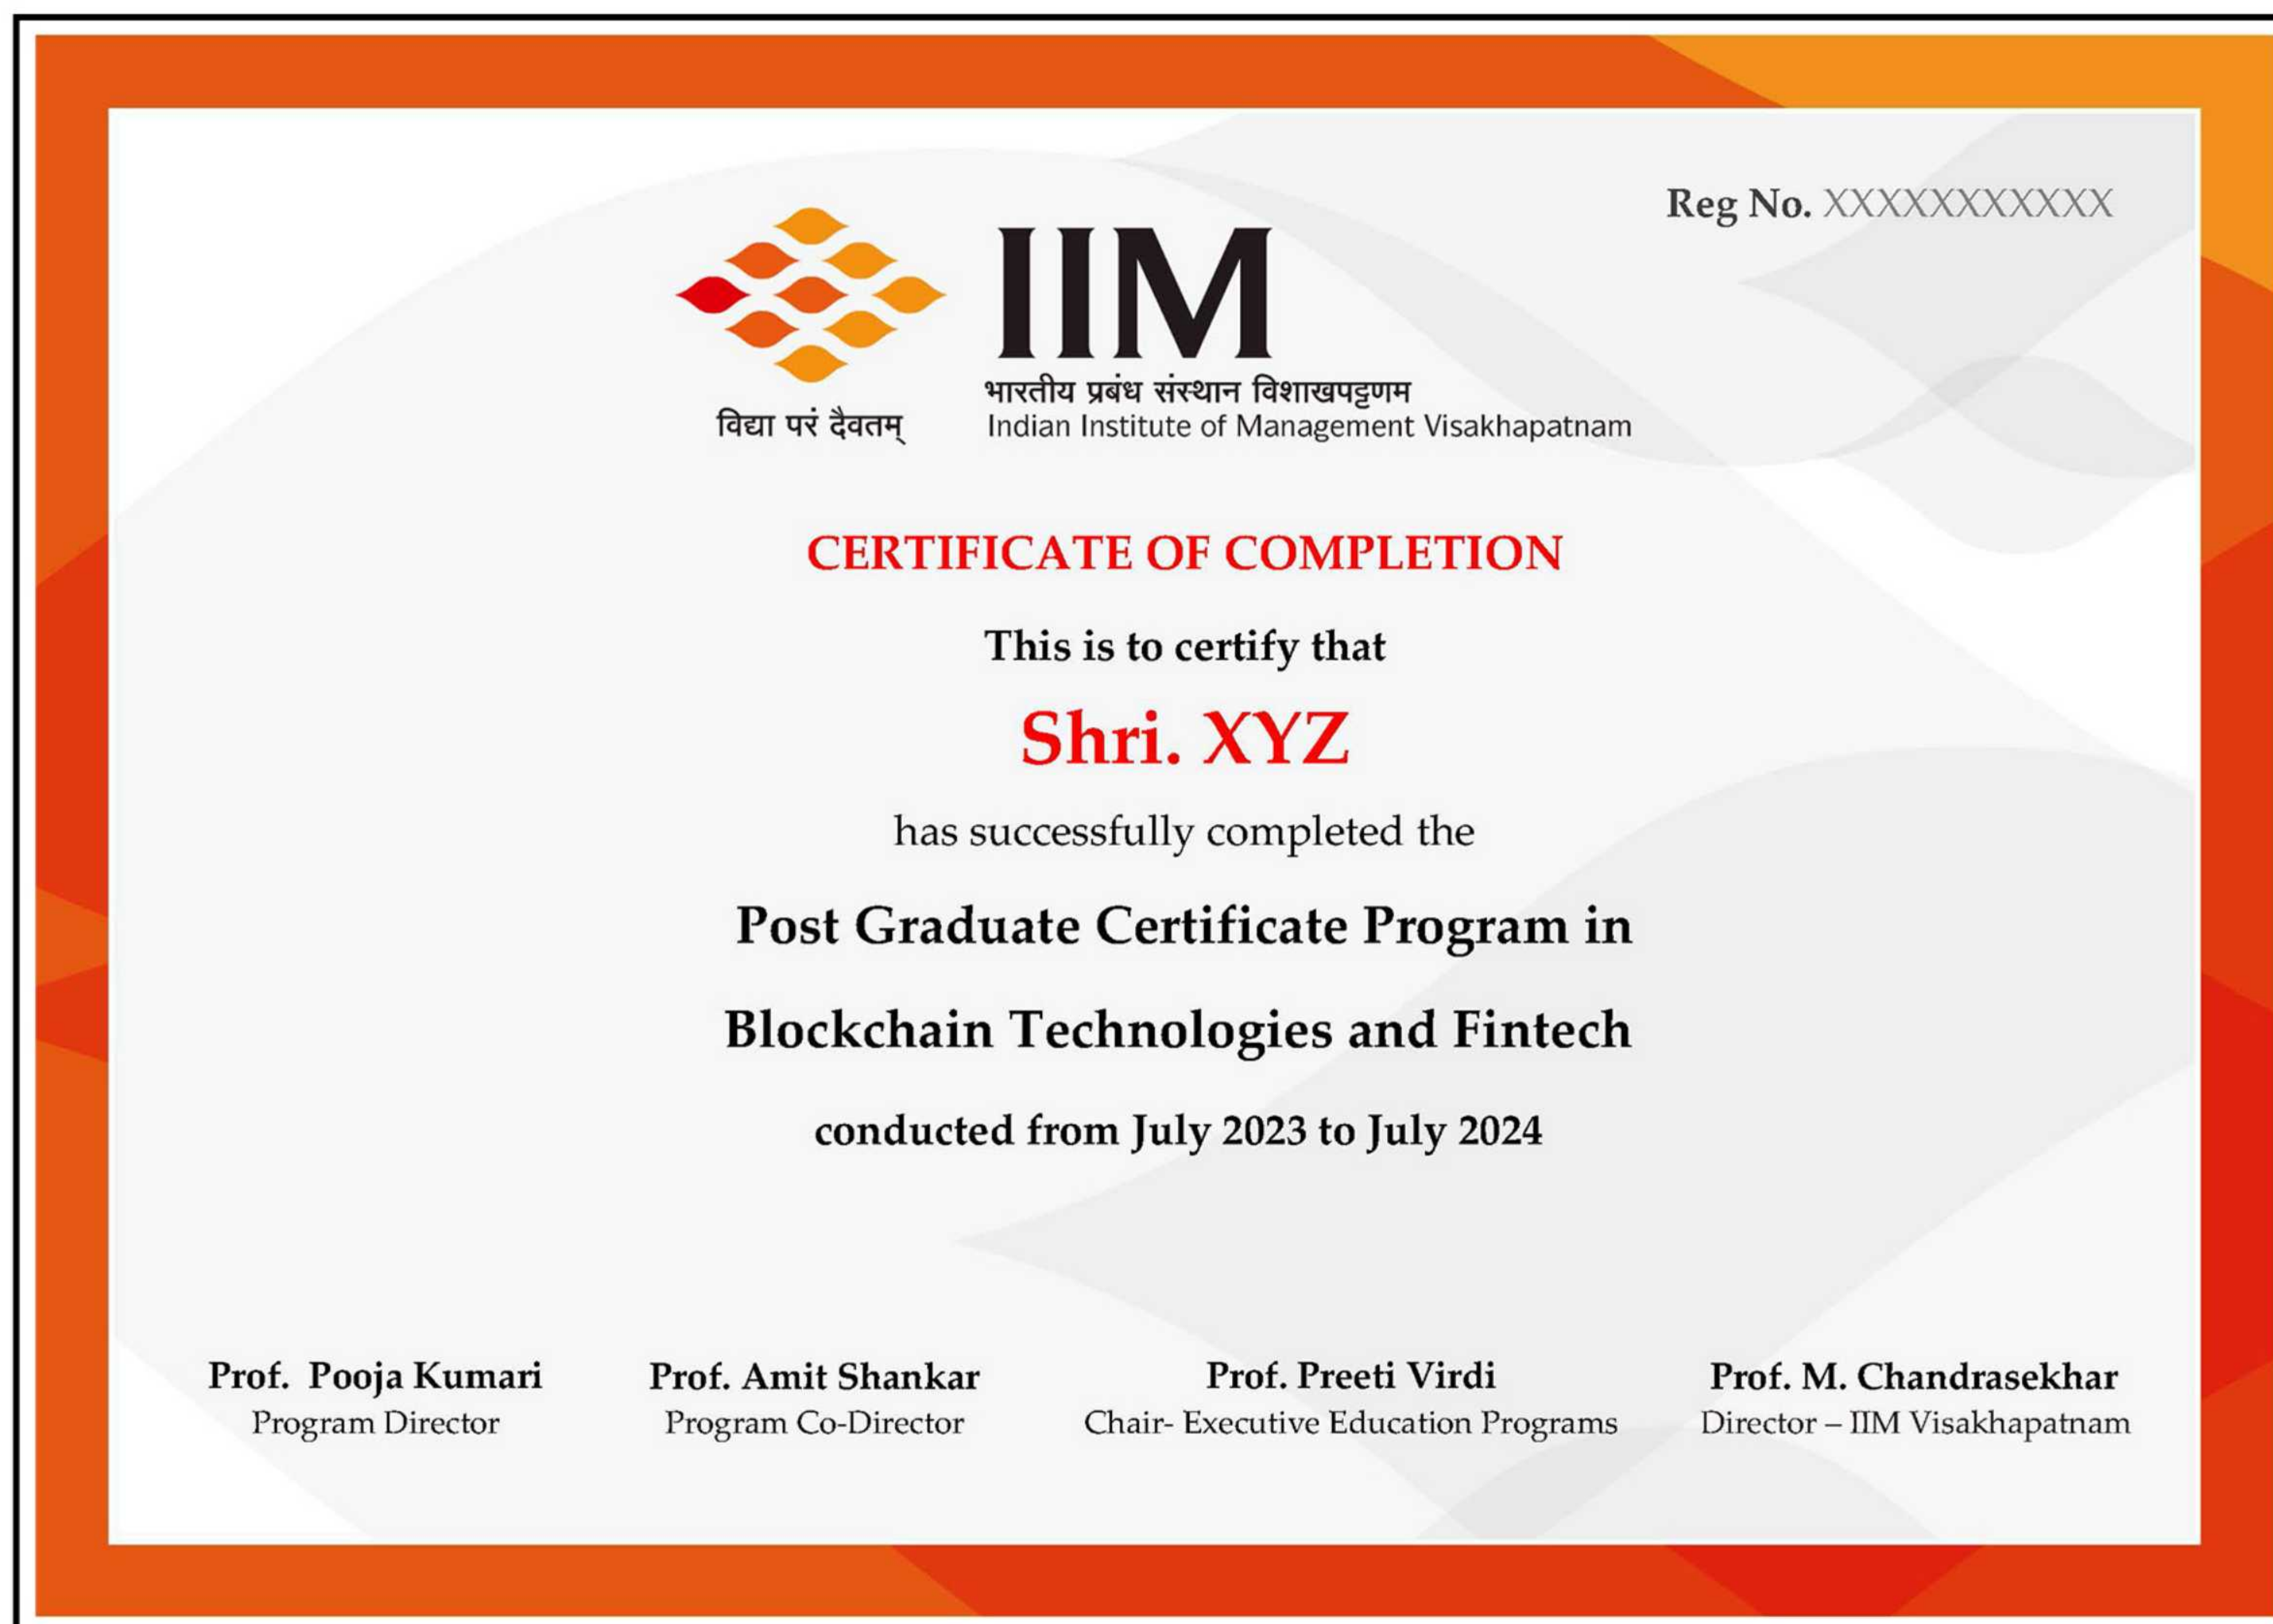 Reg No. XXXXXXXXXXX
IIM
भारतीय प्रबंध संस्थान विशाखपट्टणम
विद्या परं दैवतम्
Indian Institute of Management Visakhapatnam
CERTIFICATE OF COMPLETION
This is to certify that
Shri. XYZ
has successfully completed the
Post Graduate Certificate Program in
Blockchain Technologies and Fintech
conducted from July 2023 to July 2024
Prof. Pooja Kumari
Program Director
Prof. Amit Shankar
Program Co-Director
Prof. Preeti Virdi
Chair- Executive Education Programs
Prof. M. Chandrasekhar
Director – IIM Visakhapatnam